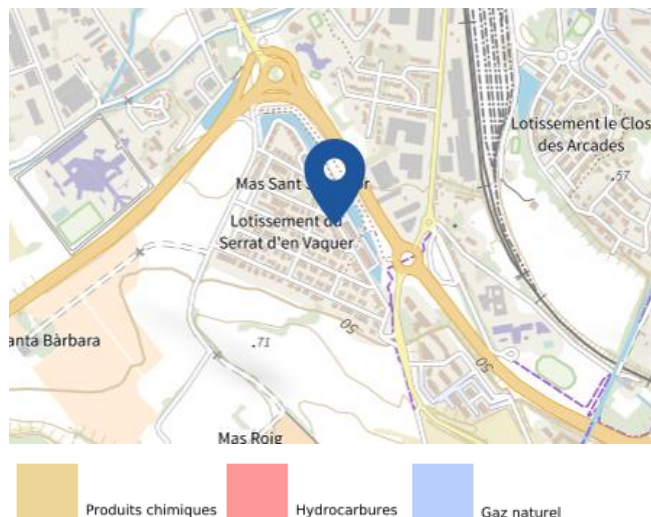 Lotissement le Clos
des Arcades
57
Mas Sant
Lotissement du
Serrat d'en Vaquer
anta Bàrbara
50
71
50
Mas Roig
Produits chimiques
Hydrocarbures
Gaz naturel